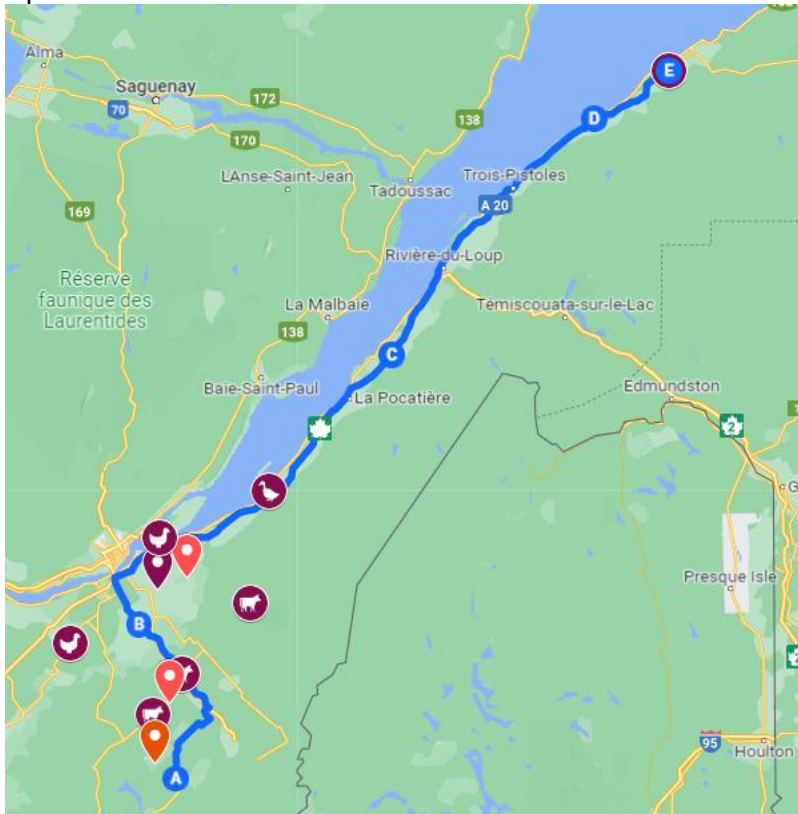 Alma
Saguenay
172
70
138
170
L'Anse-Saint-Jean
Tadoussac
169
Trois-Pistoles
A 20
E
D
Rivière-du-Loup
Réserve
faunique des
Laurentides
La Malbaie
138
Témiscouata-sur-le-Lac
C
Baie-Saint-Paul
La Pocatière
Edmundston
2
G
Presque Isle
B
95
Houlton
A